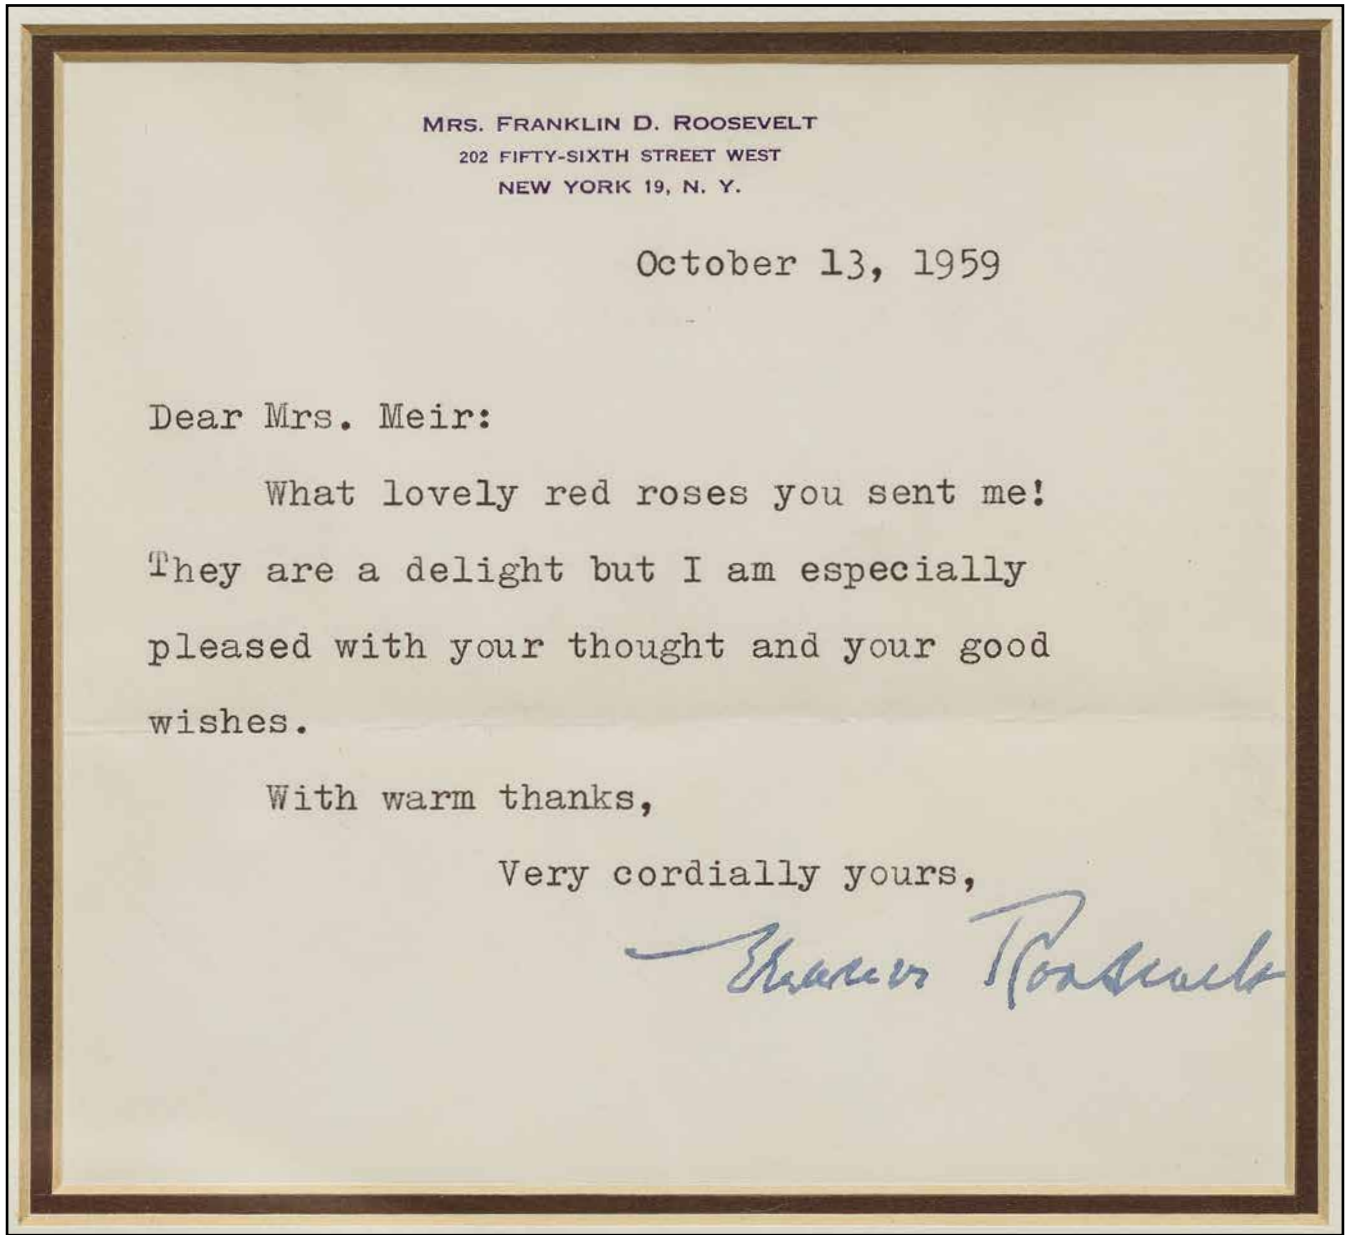 MRS. FRANKLIN D. ROOSEVELT
202 FIFTY-SIXTH STREET WEST
NEW YORK 19, N. Y.
October 13, 1959
Dear Mrs. Meir:
What lovely red roses you sent me!
They are a delight but I am especially
pleased with your thought and your good
wishes.
With warm thanks,
Very cordially yours,
Eleanor Roosevelt